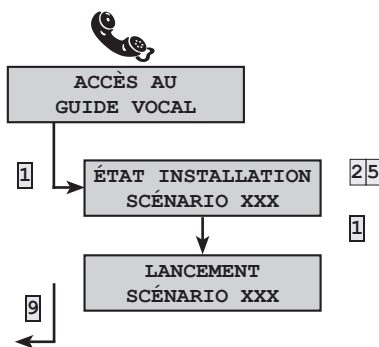 ACCÈS AU
GUIDE VOCAL
1
ÉTAT INSTALLATION
SCÉNARIO XXX
2 5
1
LANCEMENT
SCÉNARIO XXX
9